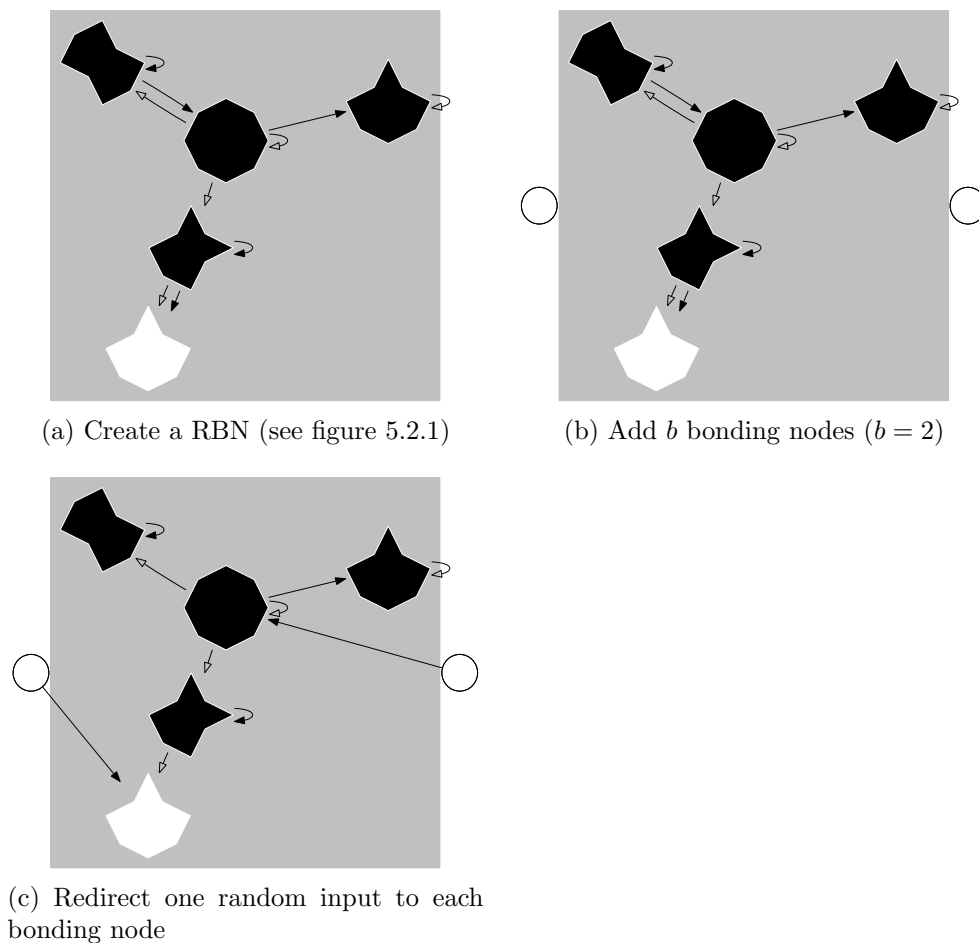 (a) Create a RBN (see figure 5.2.1)
(b) Add b bonding nodes (b = 2)
(c) Redirect one random input to each
bonding node